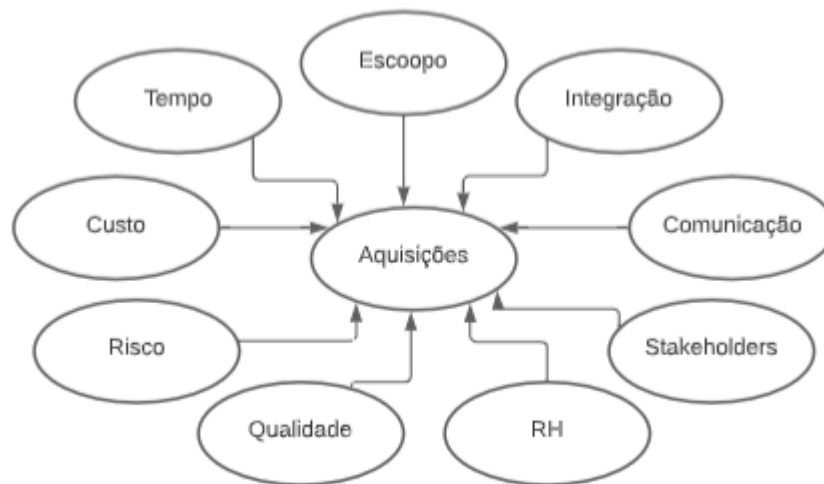 Escoopo
Tempo
Integração
Custo
Comunicação
Aquisições
Risco
Stakeholders
Qualidade
RH